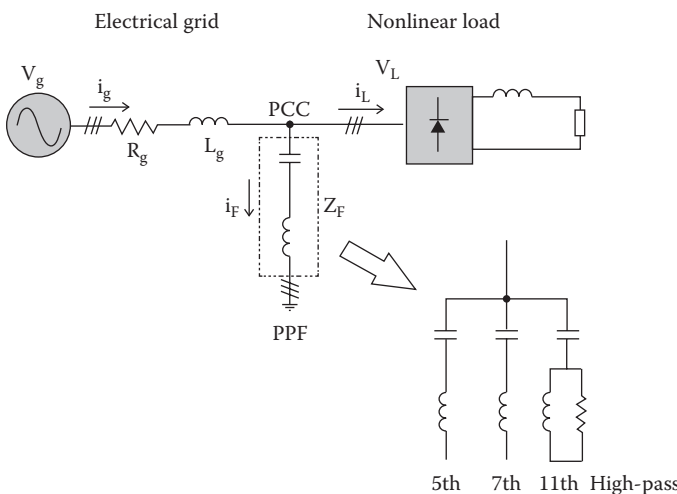 Electrical grid
Nonlinear load
V_g
i_g
R_g
L_g
PCC
i_L
V_L
i_F
Z_F
PPF
5th 7th 11th High-pass